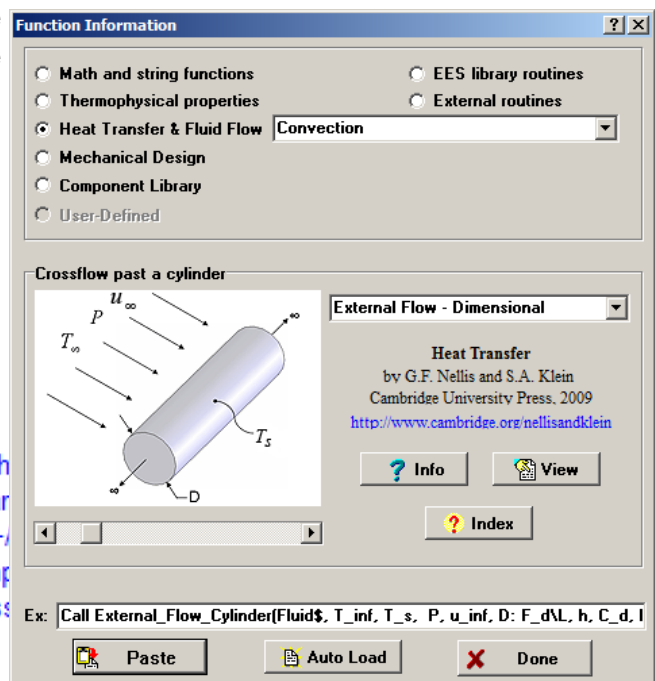 Function Information
Math and string functions
EES library routines
Thermophysical properties
External routines
Heat Transfer & Fluid Flow
Convection
Mechanical Design
Component Library
User-Defined
Crossflow past a cylinder
u∞
P
T∞
∞
Ts
∞
D
External Flow - Dimensional
Heat Transfer
by G.F. Nellis and S.A. Klein
Cambridge University Press, 2009
http://www.cambridge.org/nellisandklein
? Info
View
? Index
Ex: Call External_Flow_Cylinder(Fluid$, T_inf, T_s, P, u_inf, D: F_d\L, h, C_d,
Paste
Auto Load
Done